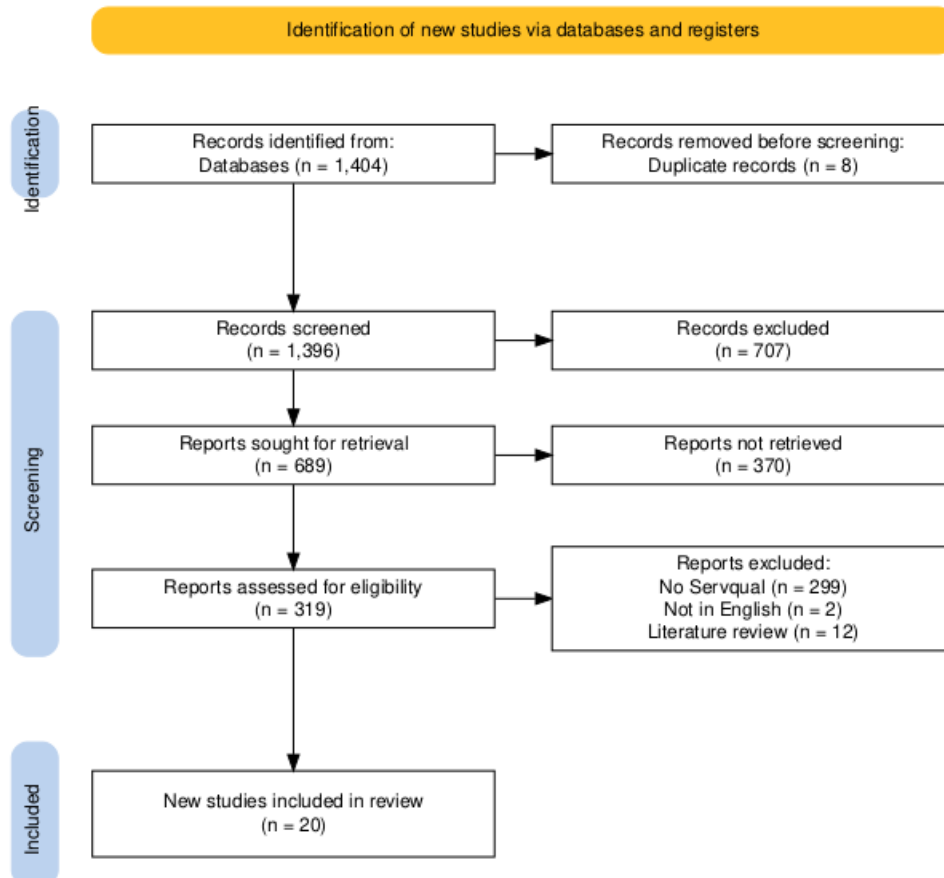 Identification of new studies via databases and registers
Identification
Records identified from:
Databases (n = 1,404)
Records removed before screening:
Duplicate records (n = 8)
Screening
Records screened
(n = 1,396)
Records excluded
(n = 707)
Reports sought for retrieval
(n = 689)
Reports not retrieved
(n = 370)
Reports assessed for eligibility
(n = 319)
Reports excluded:
No Servqual (n = 299)
Not in English (n = 2)
Literature review (n = 12)
Included
New studies included in review
(n = 20)